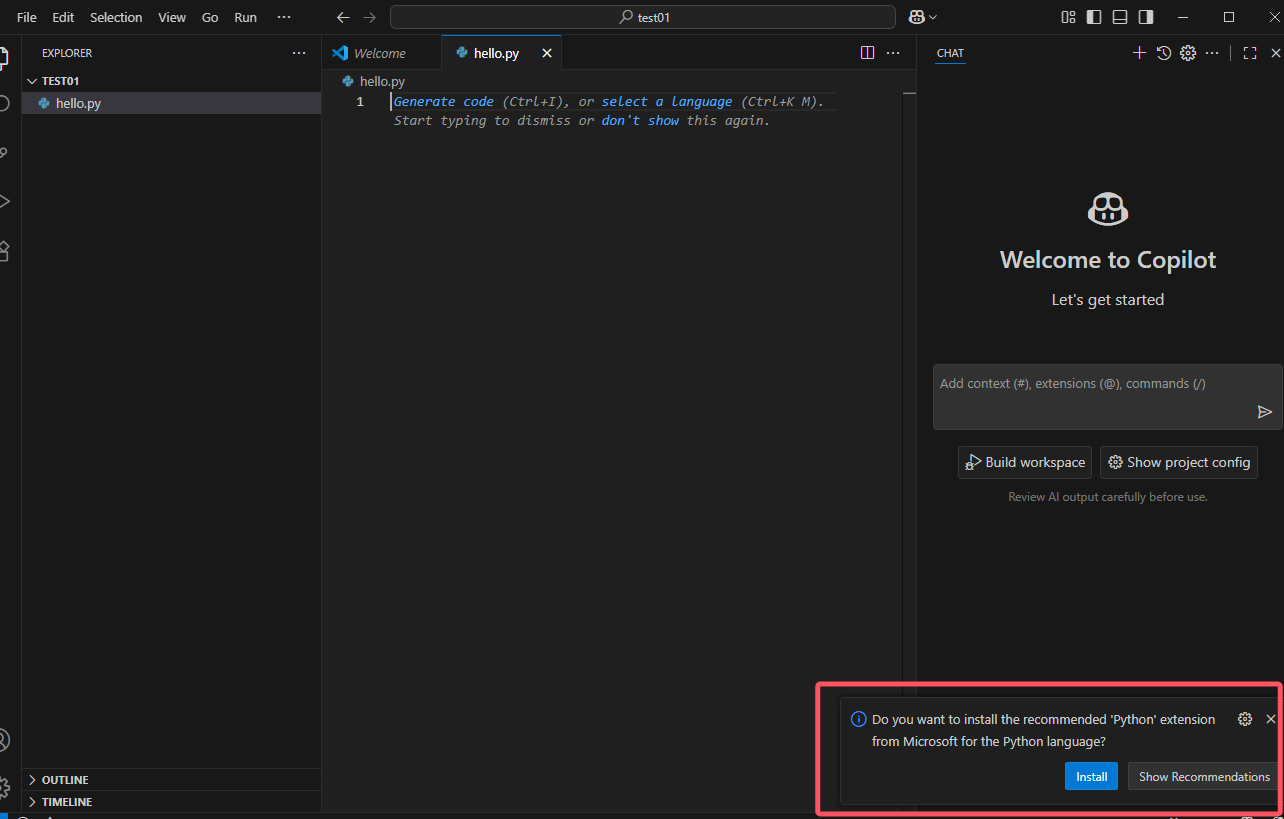 File Edit Selection View Go Run ···
test01
EXPLORER ···
TEST01
hello.py
OUTLINE
TIMELINE
Welcome
hello.py
···
hello.py
1
Generate code (Ctrl+I), or select a language (Ctrl+K M).
Start typing to dismiss or don't show this again.
CHAT
···
Welcome to Copilot
Let's get started
Add context (#), extensions (@), commands (/)
Build workspace
Show project config
Review AI output carefully before use.
Do you want to install the recommended 'Python' extension
from Microsoft for the Python language?
Install
Show Recommendations